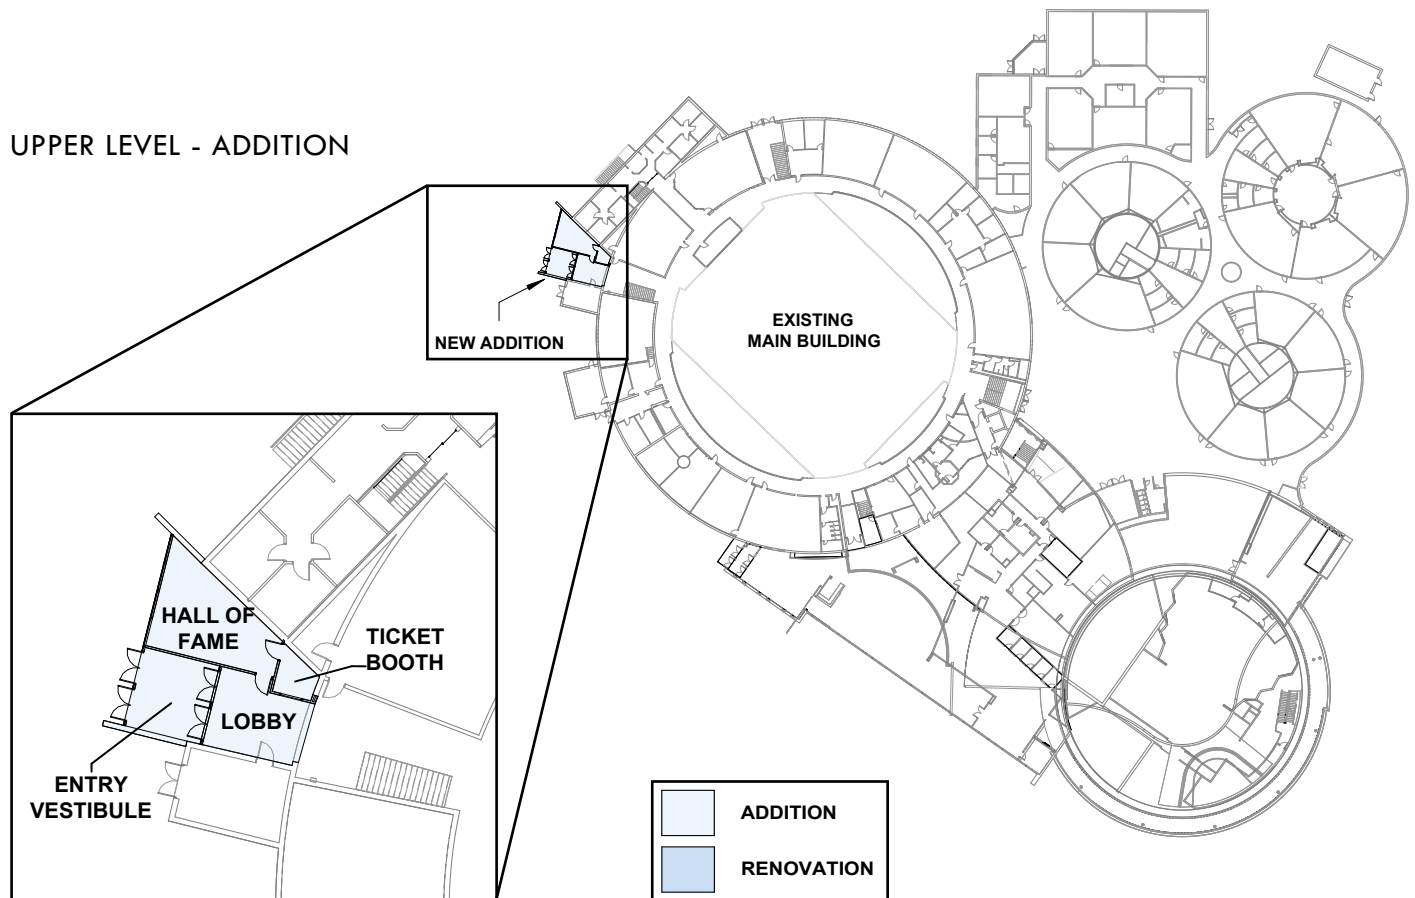 UPPER LEVEL - ADDITION
NEW ADDITION
EXISTING
MAIN BUILDING
HALL OF
FAME
TICKET
BOOTH
LOBBY
ENTRY
VESTIBULE
ADDITION
RENOVATION